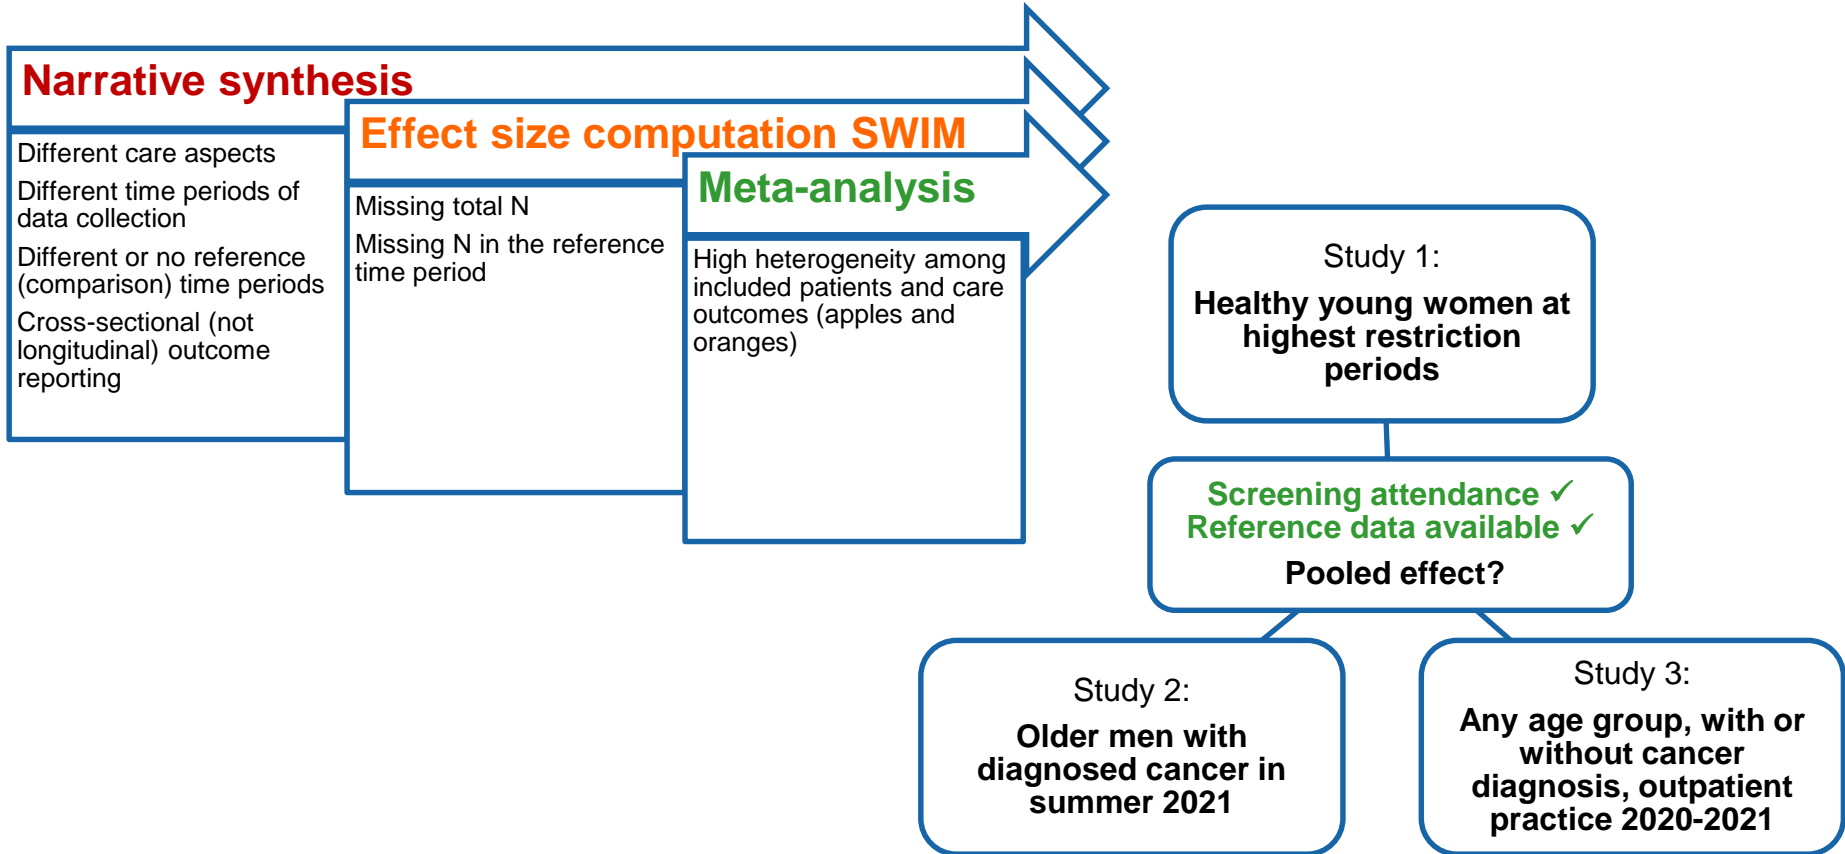 Narrative synthesis
Different care aspects
Different time periods of
data collection
Different or no reference
(comparison) time periods
Cross-sectional (not
longitudinal) outcome
reporting
Effect size computation SWIM
Missing total N
Missing N in the reference
time period
Meta-analysis
High heterogeneity among
included patients and care
outcomes (apples and
oranges)
Study 1:
Healthy young women at
highest restriction
periods
Screening attendance ✓
Reference data available ✓
Pooled effect?
Study 2:
Older men with
diagnosed cancer in
summer 2021
Study 3:
Any age group, with or
without cancer
diagnosis, outpatient
practice 2020-2021